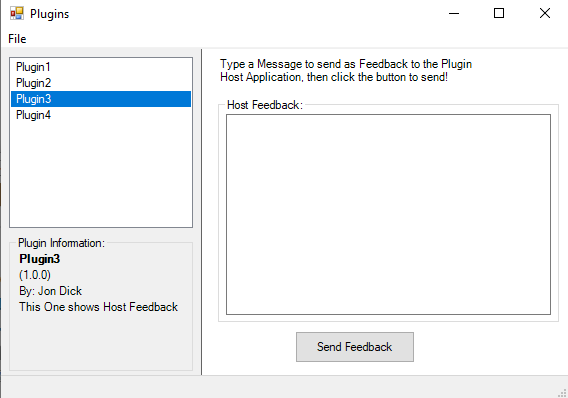 Plugins
File
Plugin1
Plugin2
Plugin3
Plugin4
Plugin Information:
Plugin3
(1.0.0)
By: Jon Dick
This One shows Host Feedback
Type a Message to send as Feedback to the Plugin
Host Application, then click the button to send!
Host Feedback:
Send Feedback